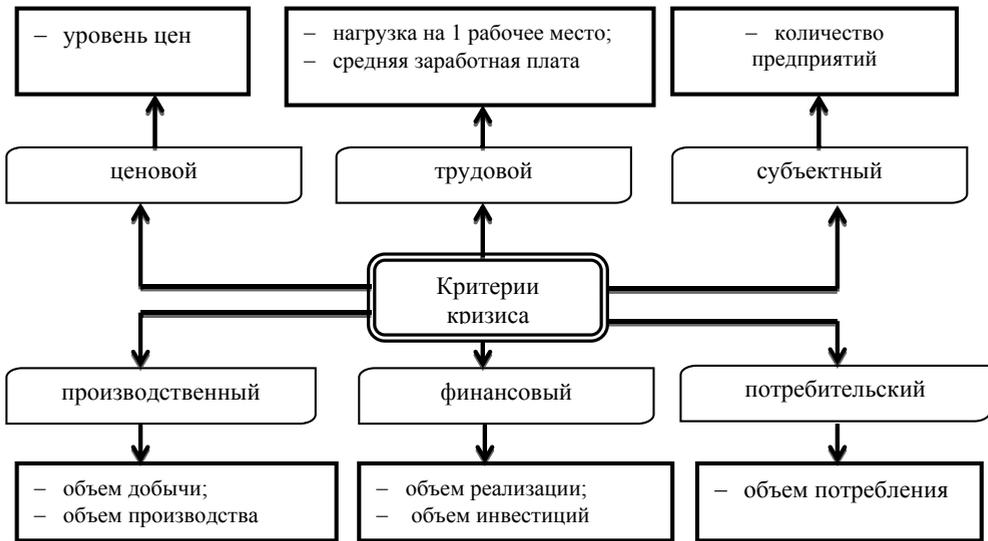 – уровень цен
– нагрузка на 1 рабочее место;
– средняя заработная плата
– количество
предприятий
ценовой
трудовой
субъектный
Критерии
кризиса
производственный
финансовый
потребительский
– объем добычи;
– объем производства
– объем реализации;
– объем инвестиций
– объем потребления